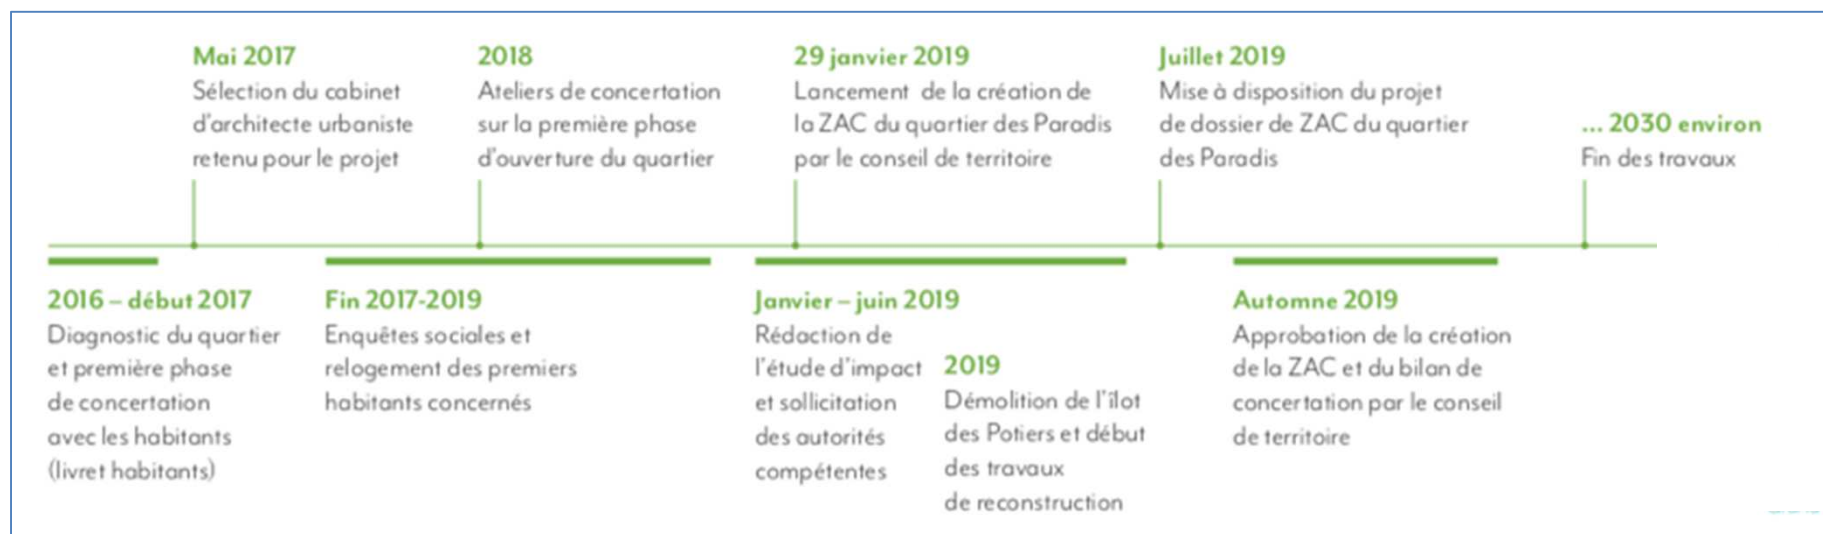 Mai 2017
Sélection du cabinet
d'architecte urbaniste
retenu pour le projet
2018
Ateliers de concertation
sur la première phase
d'ouverture du quartier
29 janvier 2019
Lancement de la création de
la ZAC du quartier des Paradis
par le conseil de territoire
Juillet 2019
Mise à disposition du projet
de dossier de ZAC du quartier
des Paradis
... 2030 environ
Fin des travaux
2016 – début 2017
Diagnostic du quartier
et première phase
de concertation
avec les habitants
(livret habitants)
Fin 2017-2019
Enquêtes sociales et
relogement des premiers
habitants concernés
Janvier – juin 2019
Rédaction de
l'étude d'impact
et sollicitation
des autorités
compétentes
2019
Démolition de l'îlot
des Potiers et début
des travaux
de reconstruction
Automne 2019
Approbation de la création
de la ZAC et du bilan de
concertation par le conseil
de territoire